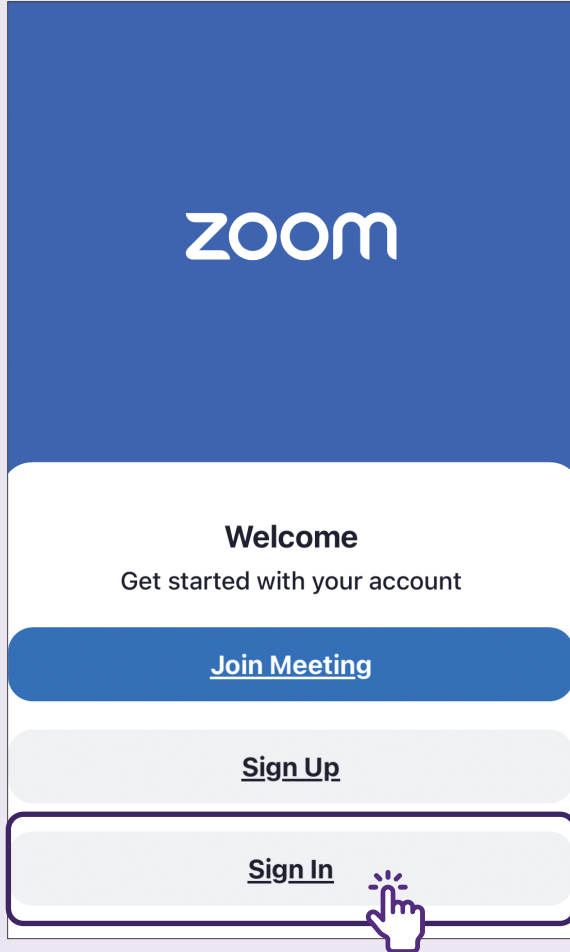 zoom
Welcome
Get started with your account
Join Meeting
Sign Up
Sign In